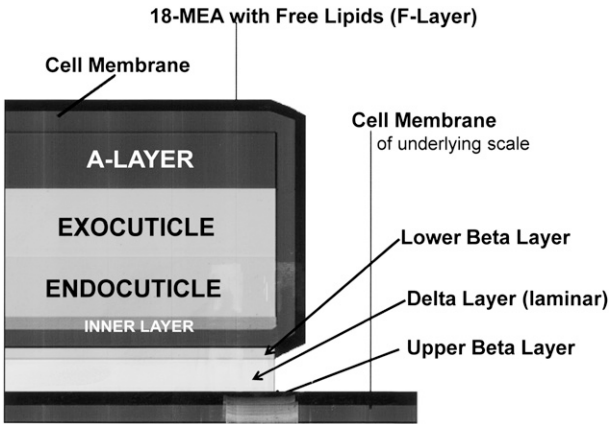 18-MEA with Free Lipids (F-Layer)
Cell Membrane
Cell Membrane
of underlying scale
A-LAYER
EXOCUTICLE
ENDOCUTICLE
INNER LAYER
Lower Beta Layer
Delta Layer (laminar)
Upper Beta Layer